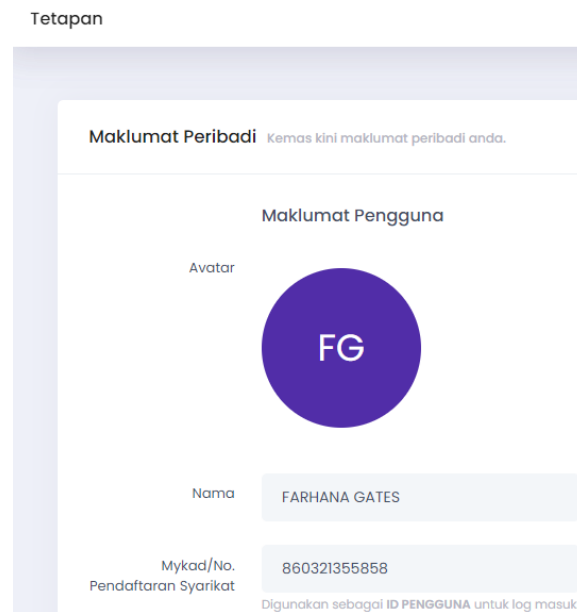 Tetapan
Maklumat Peribadi Kemas kini maklumat peribadi anda.
Maklumat Pengguna
Avatar
FG
Nama
FARHANA GATES
Mykad/No.
Pendaftaran Syarikat
860321355858
Digunakan sebagai ID PENGGUNA untuk log masuk